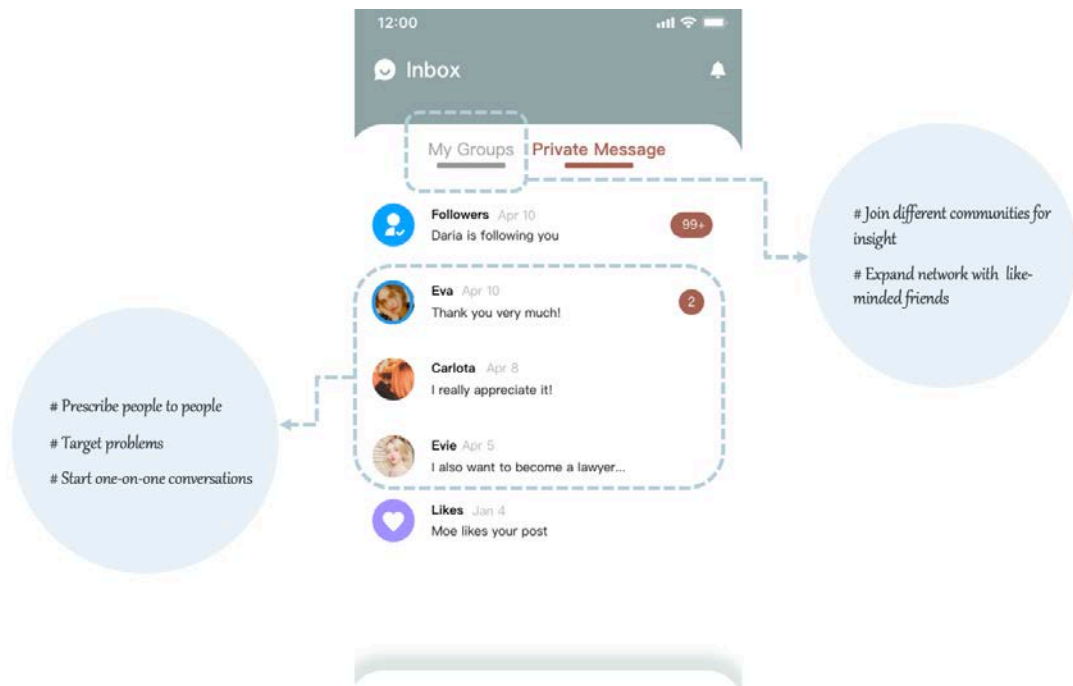 12:00
Inbox
My Groups Private Message
Followers Apr 10
Daria is following you
99+
Eva Apr 10
Thank you very much!
2
Carlota Apr 8
I really appreciate it!
Evie Apr 5
I also want to become a lawyer...
Likes Jan 4
Moe likes your post
# Join different communities for
insight
# Expand network with like-
minded friends
# Prescribe people to people
# Target problems
# Start one-on-one conversations